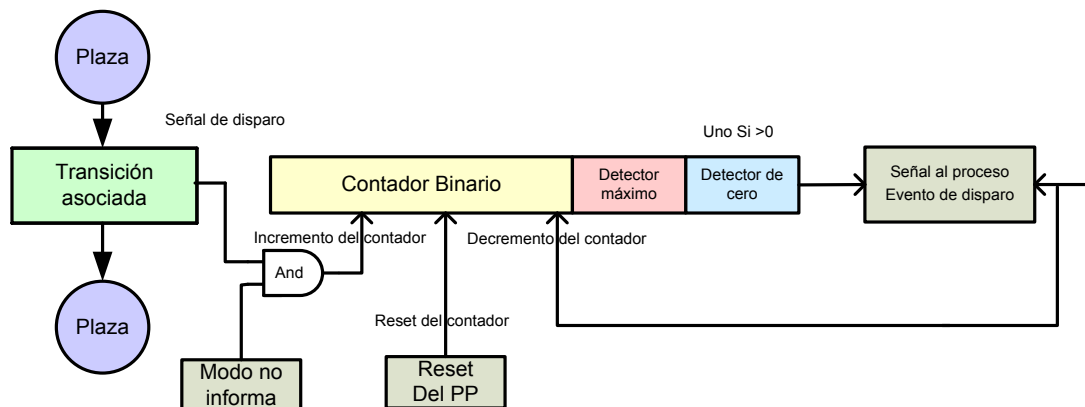 Plaza
Señal de disparo
Uno Si >0
Transición
asociada
Contador Binario
Detector
máximo
Detector de
cero
Señal al proceso
Evento de disparo
Incremento del contador
Decremento del contador
And
Plaza
Reset del contador
Modo no
informa
Reset
Del PP